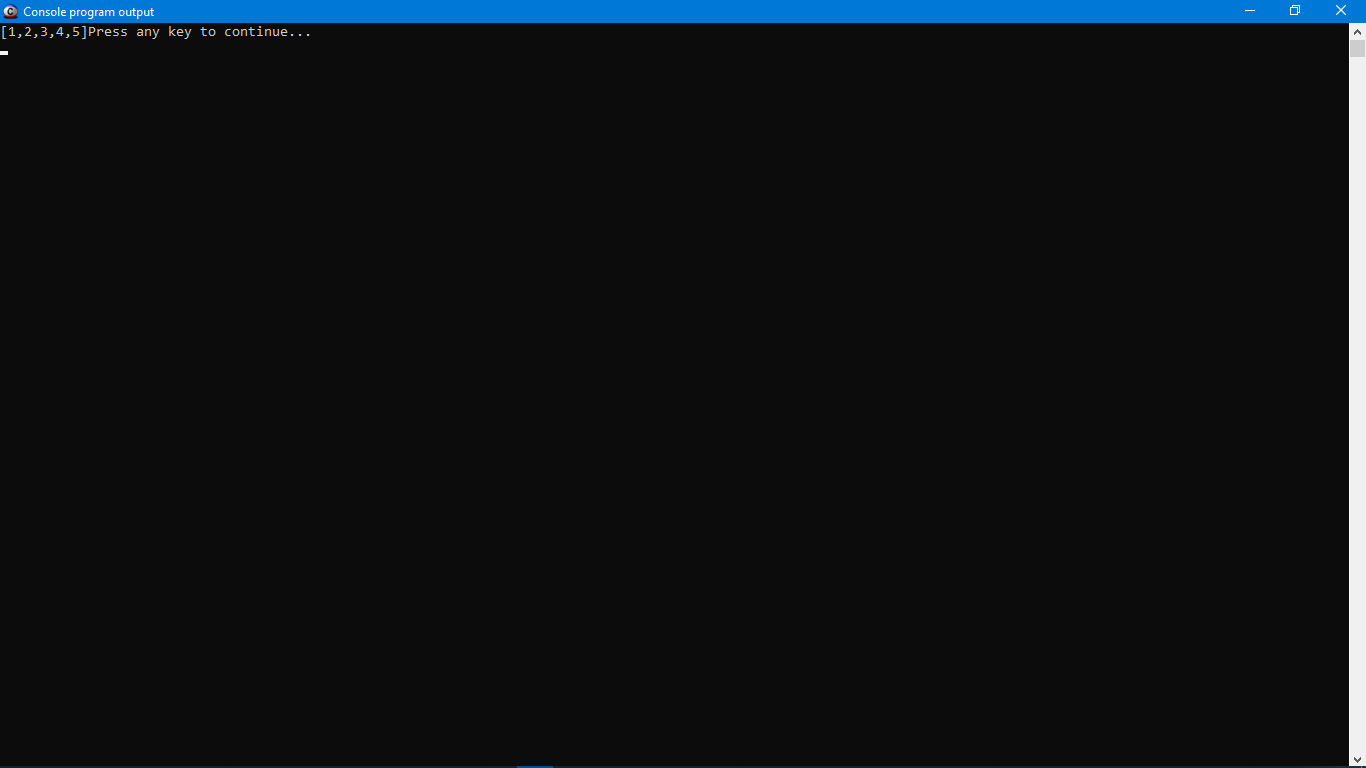 Console program output
[1,2,3,4,5]Press any key to continue...